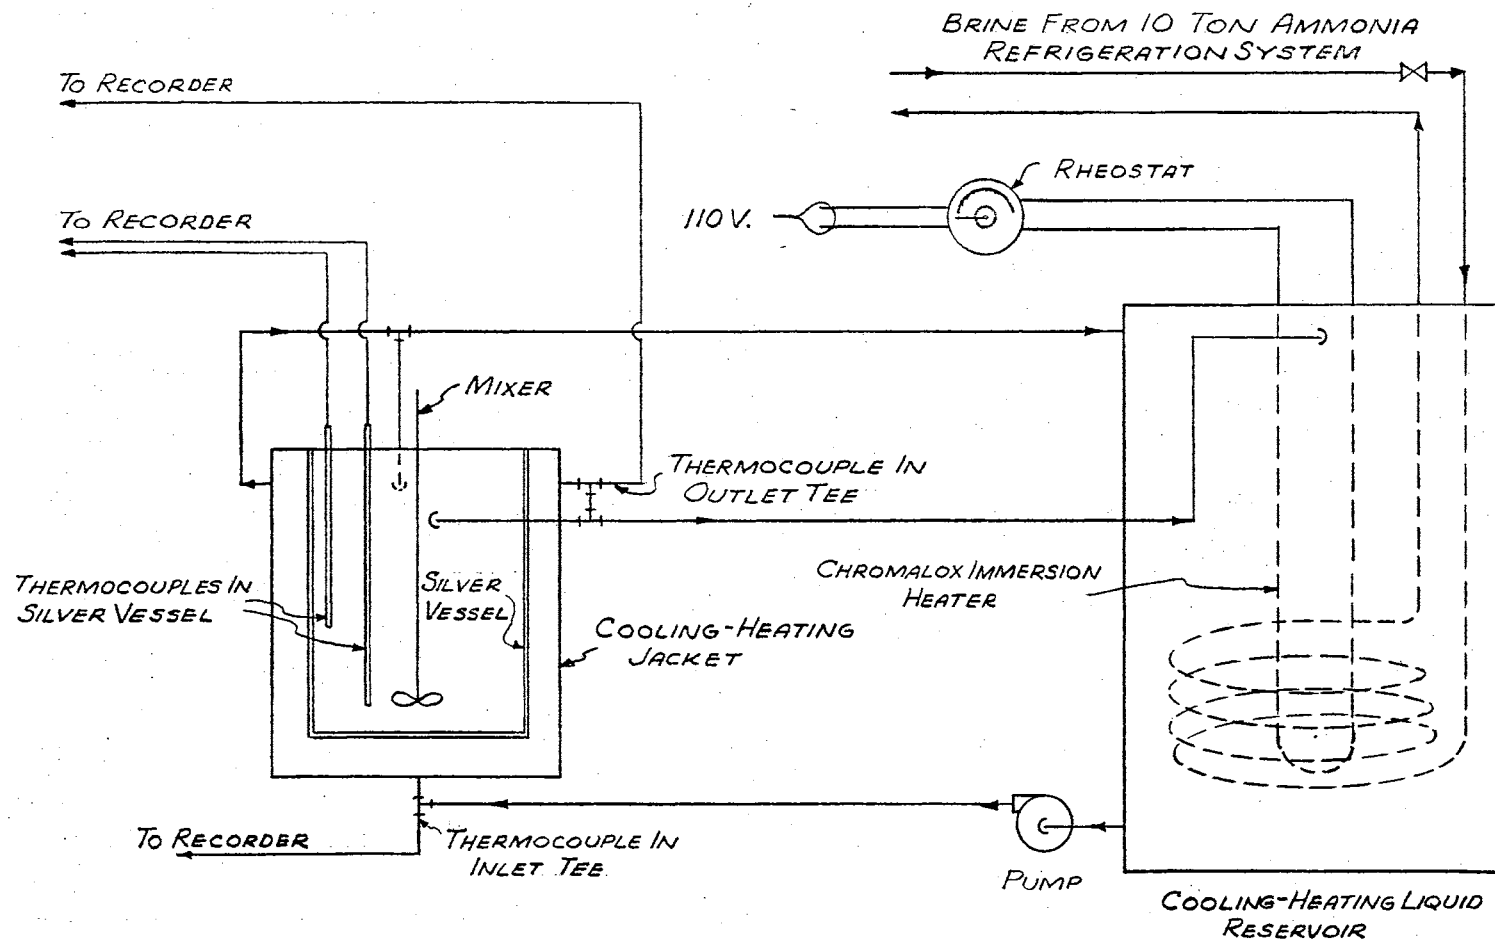 BRINE FROM 10 TON AMMONIA
REFRIGERATION SYSTEM
TO RECORDER
RHEOSTAT
110 V.
TO RECORDER
MIXER
THERMOCOUPLE IN
OUTLET TEE
CHROMALOX IMMERSION
HEATER
THERMOCOUPLES IN
SILVER VESSEL
SILVER
VESSEL
COOLING-HEATING
JACKET
TO RECORDER
THERMOCOUPLE IN
INLET TEE
PUMP
COOLING-HEATING LIQUID
RESERVOIR